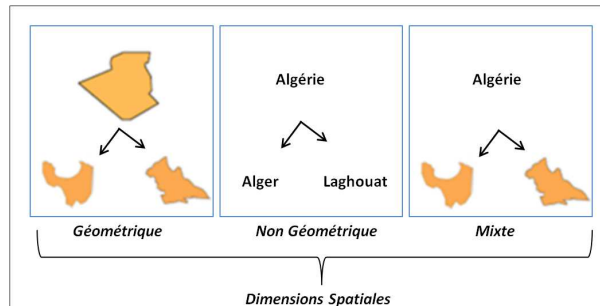 Algérie
Alger
Laghouat
Algérie
Géométrique
Non Géométrique
Mixte
Dimensions Spatiales